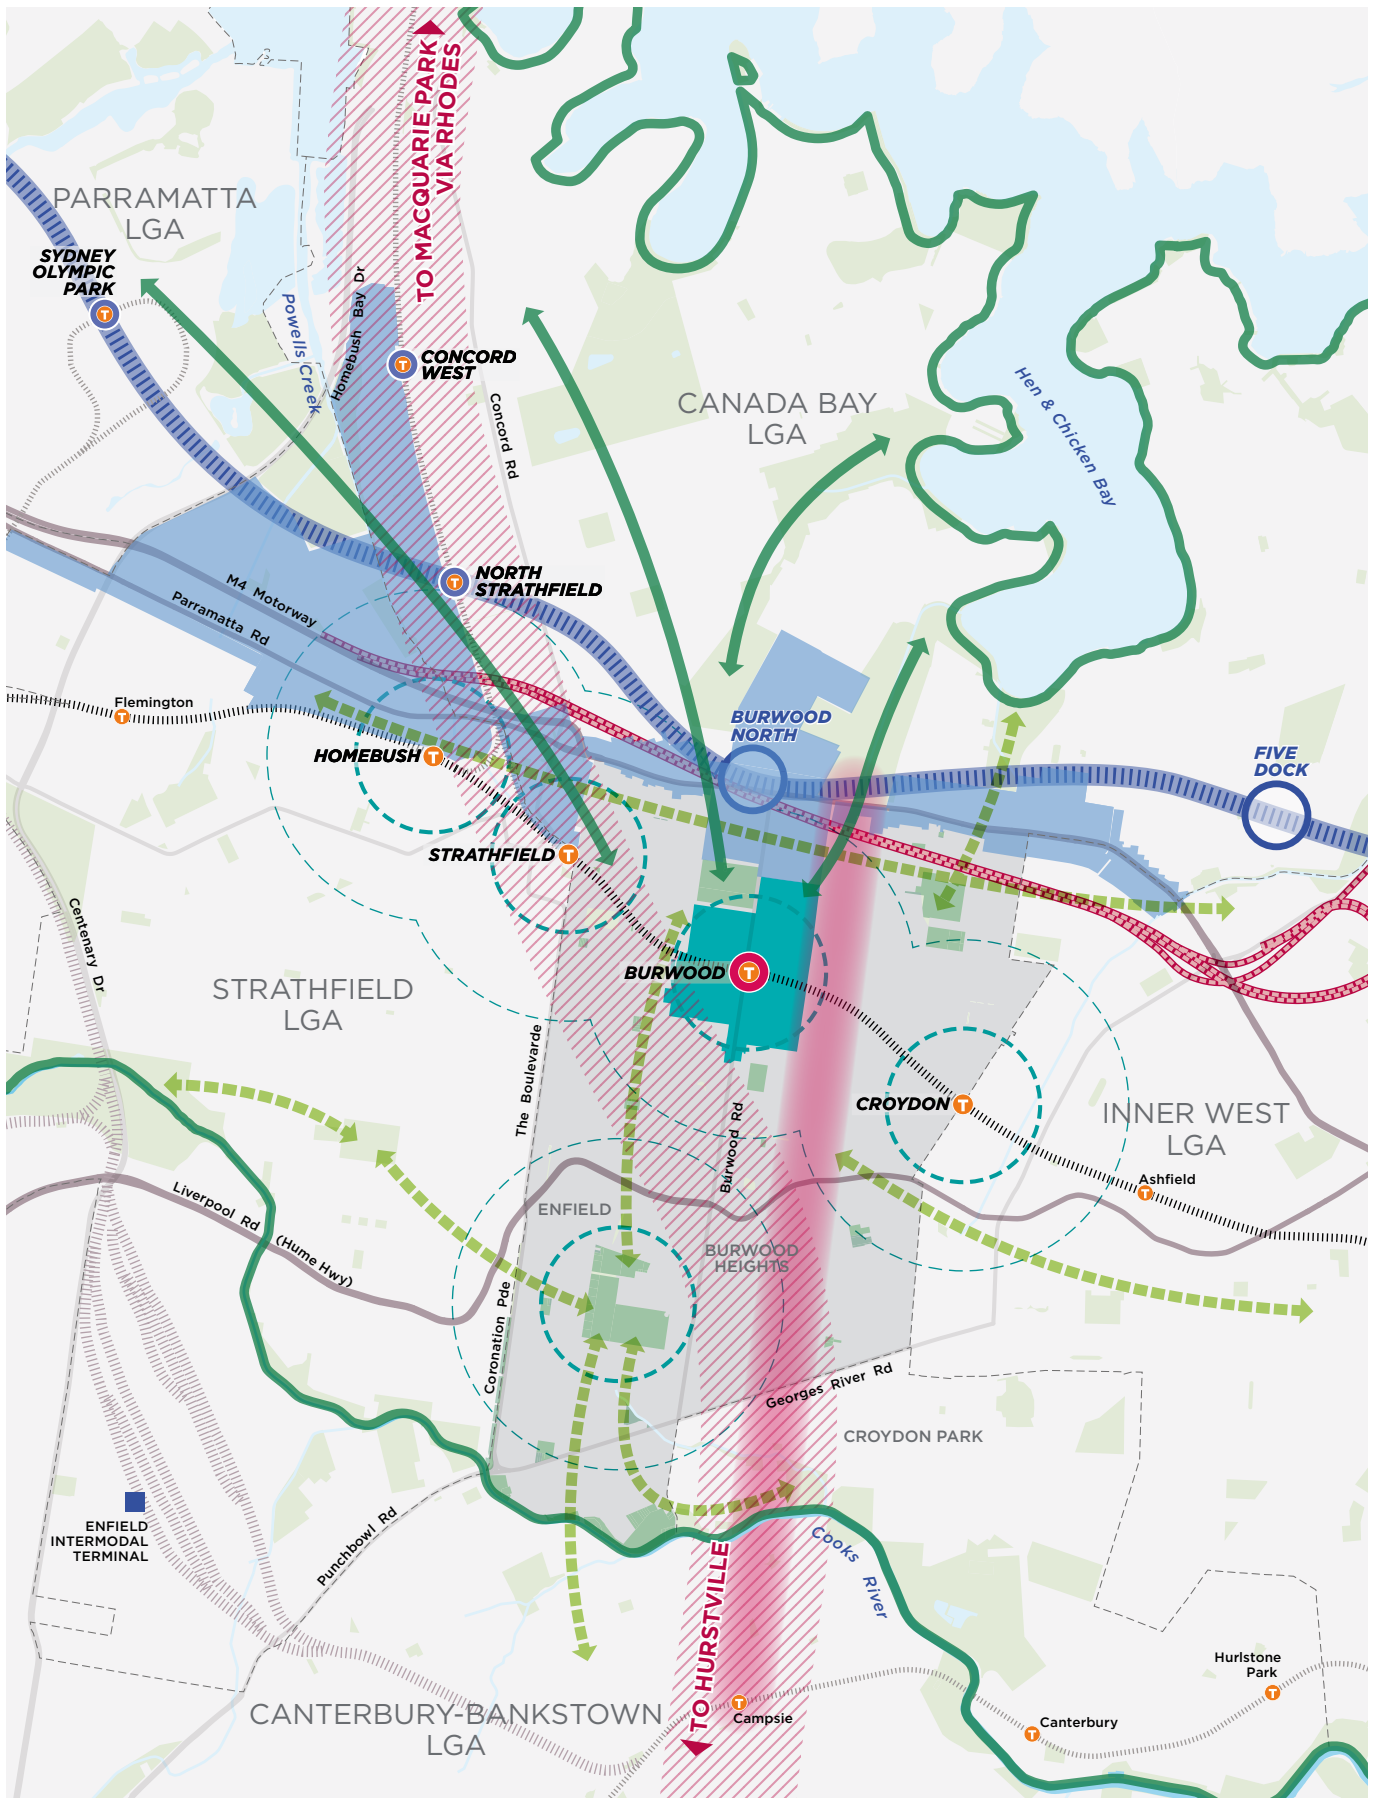 TO MACQUARIE PARK
VIA RHODES
PARRAMATTA
LGA
SYDNEY
OLYMPIC
PARK
T
Powells Creek
Homebush Bay Dr
T
CONCORD
WEST
Concord Rd
CANADA BAY
LGA
Hen & Chicken Bay
M4 Motorway
Parramatta Rd
T
NORTH
STRATHFIELD
Flemington
T
HOMEBUSH
T
BURWOOD
NORTH
FIVE
DOCK
STRATHFIELD
T
Centenary Dr
STRATHFIELD
LGA
BURWOOD
T
The Boulevarde
Burwood Rd
CROYDON
T
INNER WEST
LGA
Ashfield
T
Liverpool Rd
(Hume Hwy)
ENFIELD
BURWOOD
HEIGHTS
Coronation Pde
Georges River Rd
CROYDON PARK
ENFIELD
INTERMODAL
TERMINAL
Punchbowl Rd
Cooks
River
TO HURSTVILLE
CANTERBURY-BANKSTOWN
LGA
T
Campsie
T
Canterbury
Hurlstone
Park
T